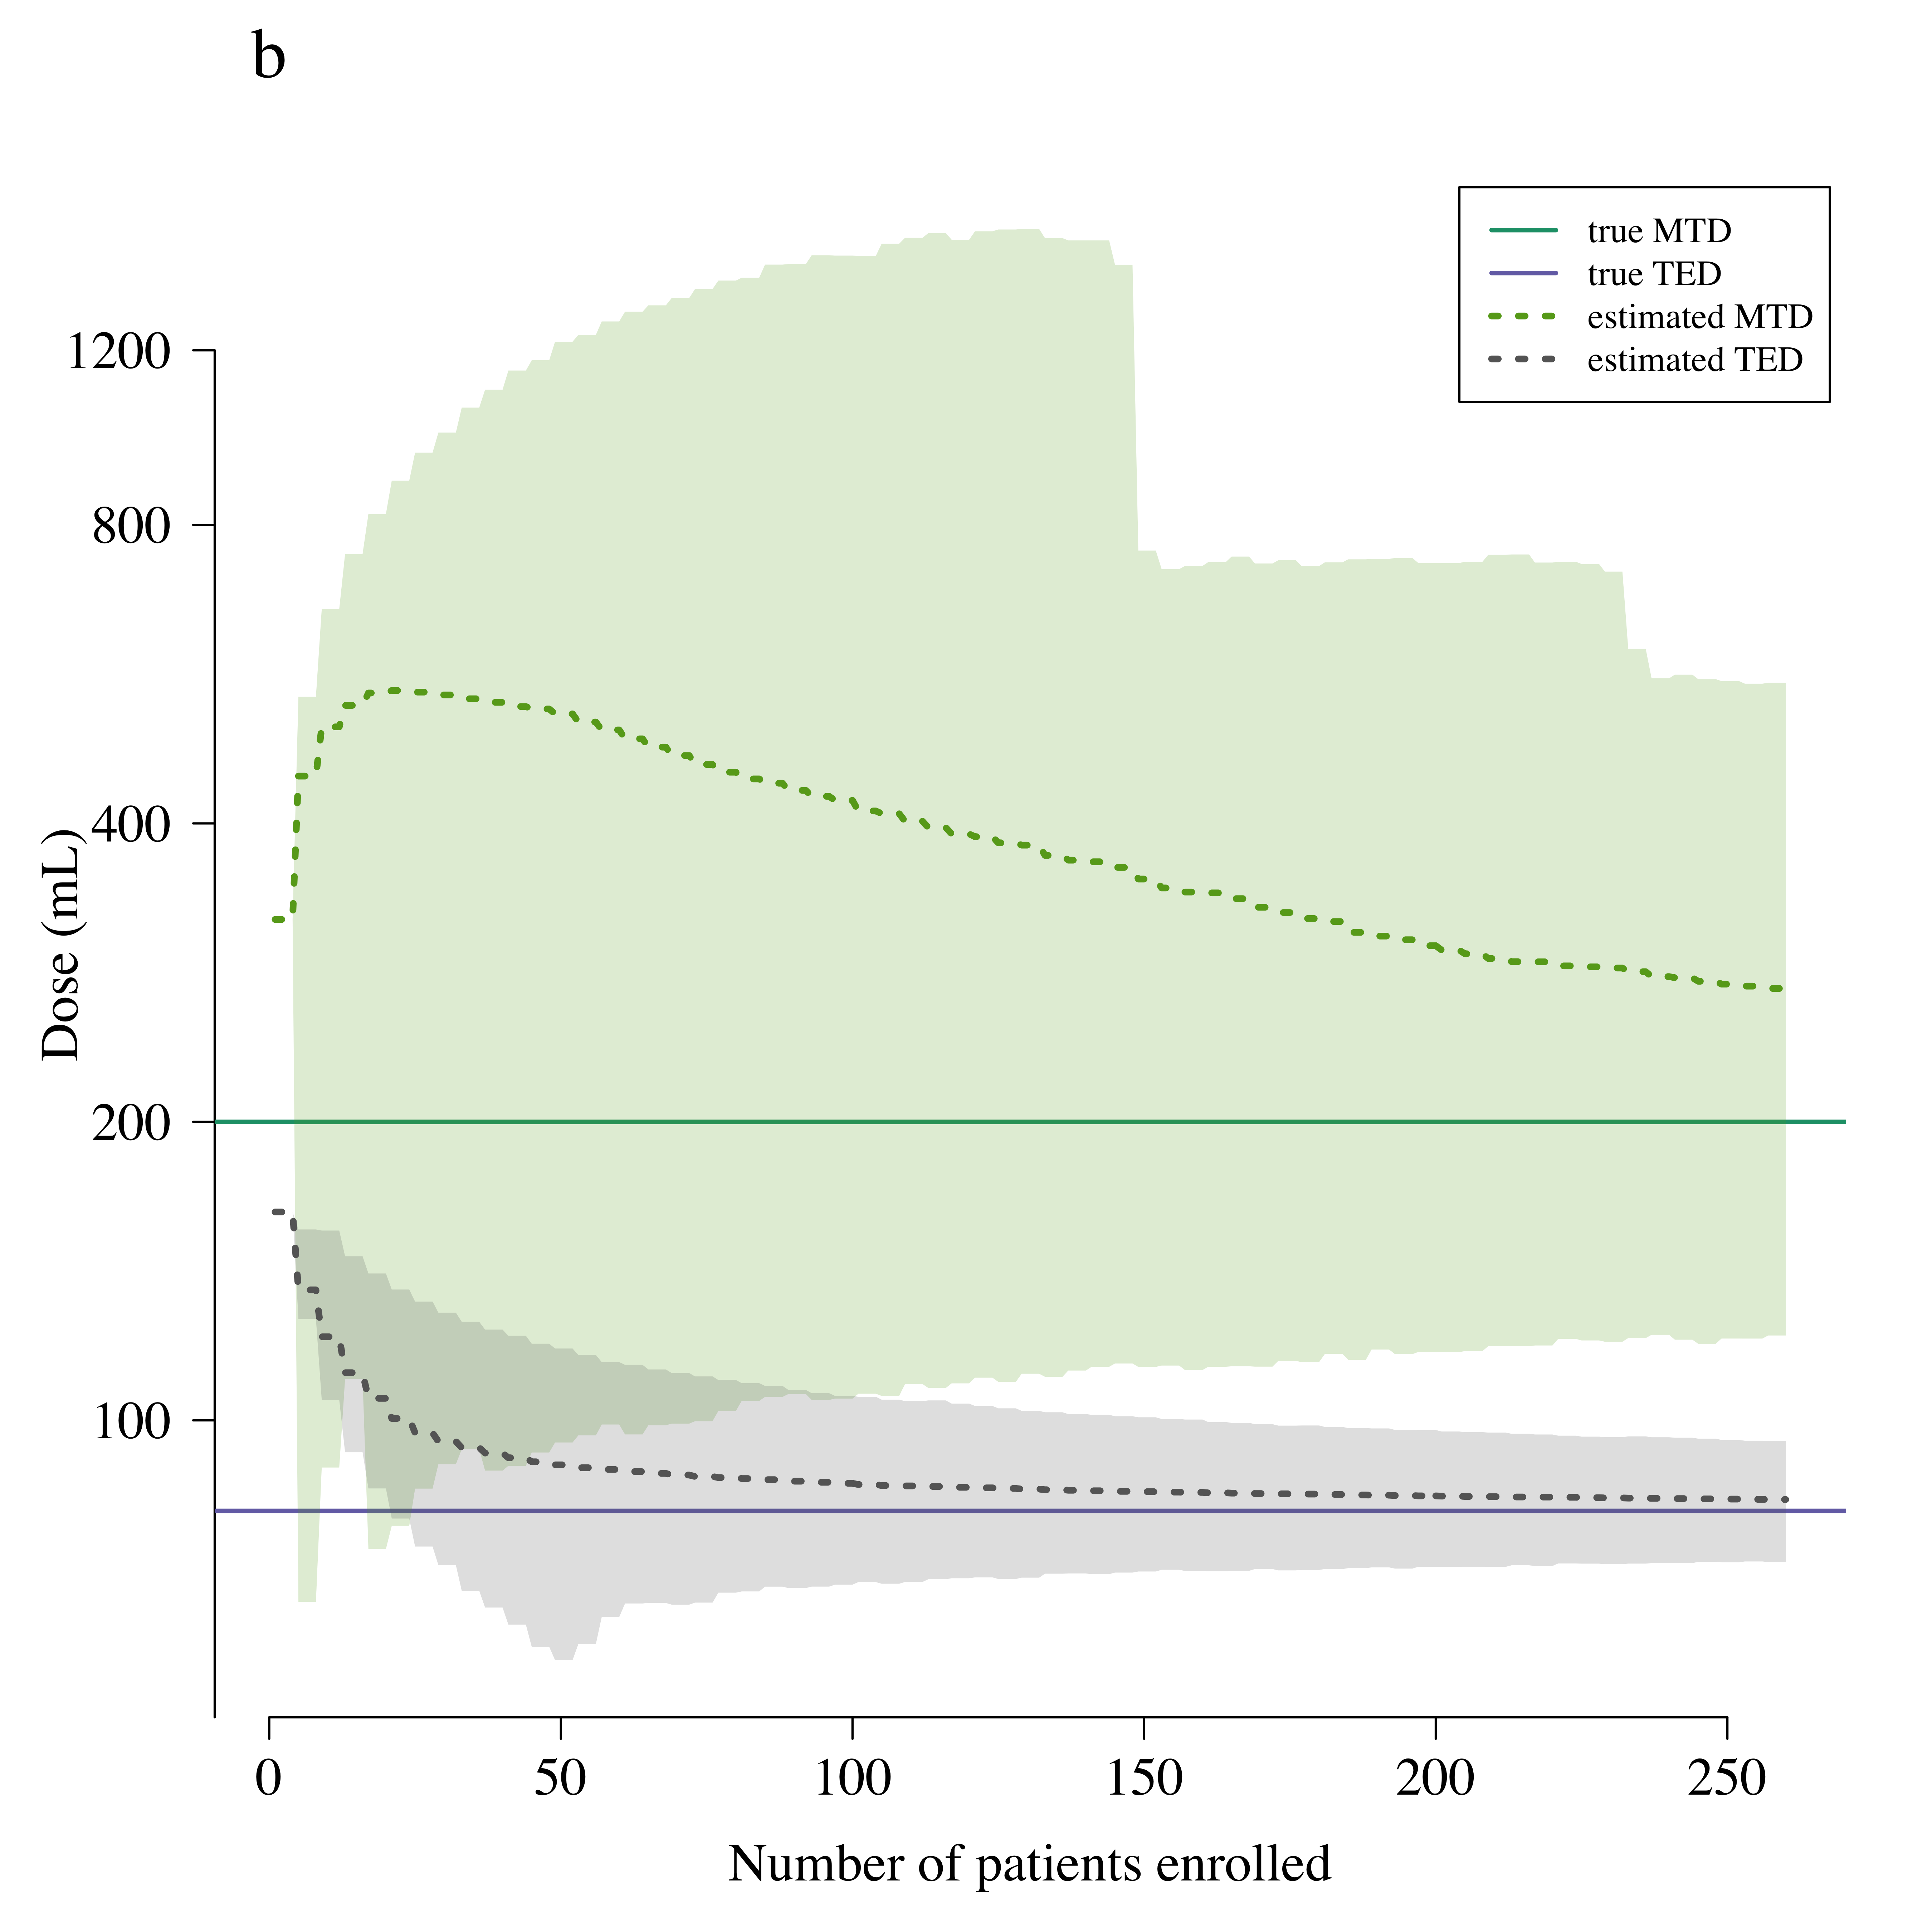 b
true MTD
true TED
estimated MTD
estimated TED
1200
800
400
200
100
Dose (mL)
0 50 100 150 200 250
Number of patients enrolled